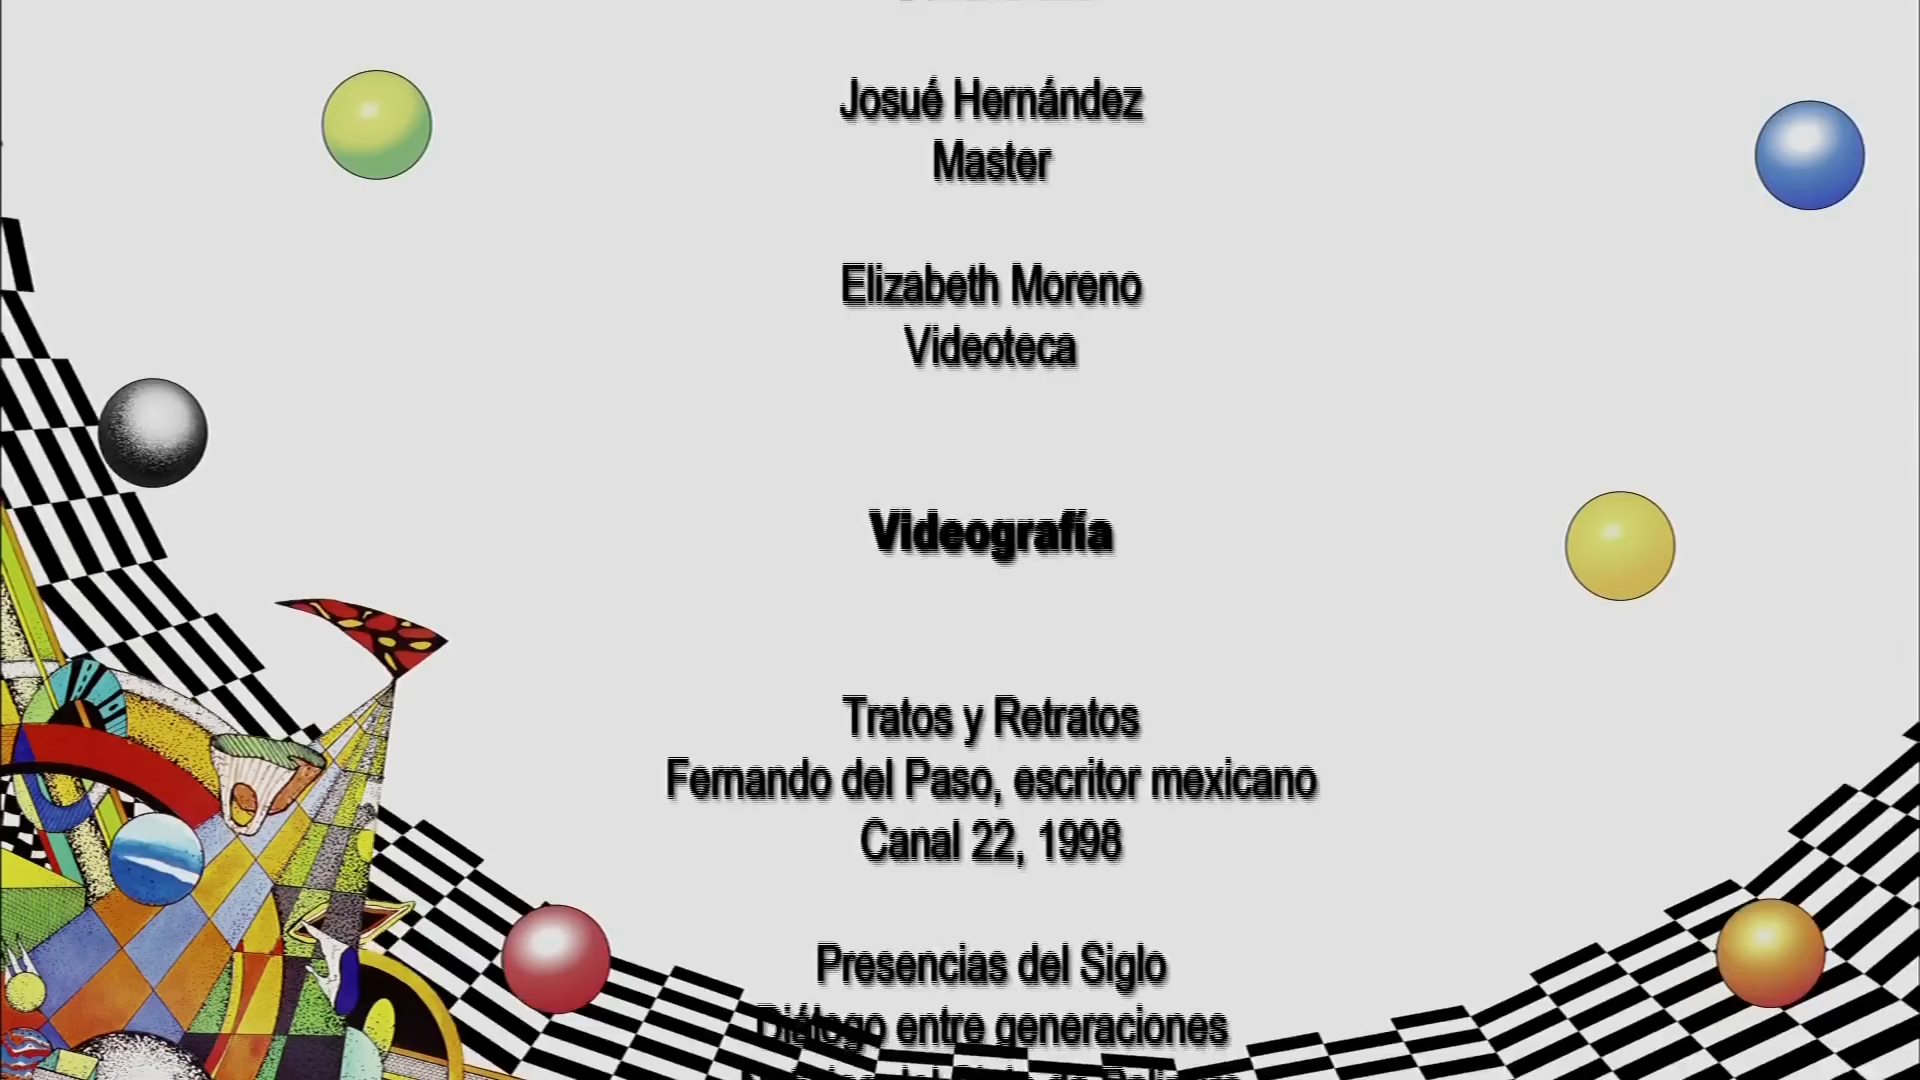 Josué Hernández
Master
Elizabeth Moreno
Videoteca
Videografía
Tratos y Retratos
Fernando del Paso, escritor mexicano
Canal 22, 1998
Presencias del Siglo
Diálogo entre generaciones